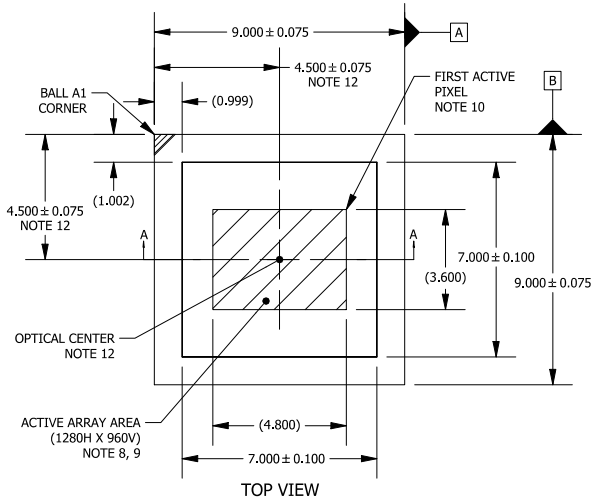 9.000 ± 0.075
A
4.500 ± 0.075
NOTE 12
FIRST ACTIVE
PIXEL
NOTE 10
BALL A1
CORNER
(0.999)
B
4.500 ± 0.075
NOTE 12
(1.002)
A
A
7.000 ± 0.100
(3.600)
9.000 ± 0.075
OPTICAL CENTER
NOTE 12
ACTIVE ARRAY AREA
(1280H X 960V)
NOTE 8, 9
(4.800)
7.000 ± 0.100
TOP VIEW